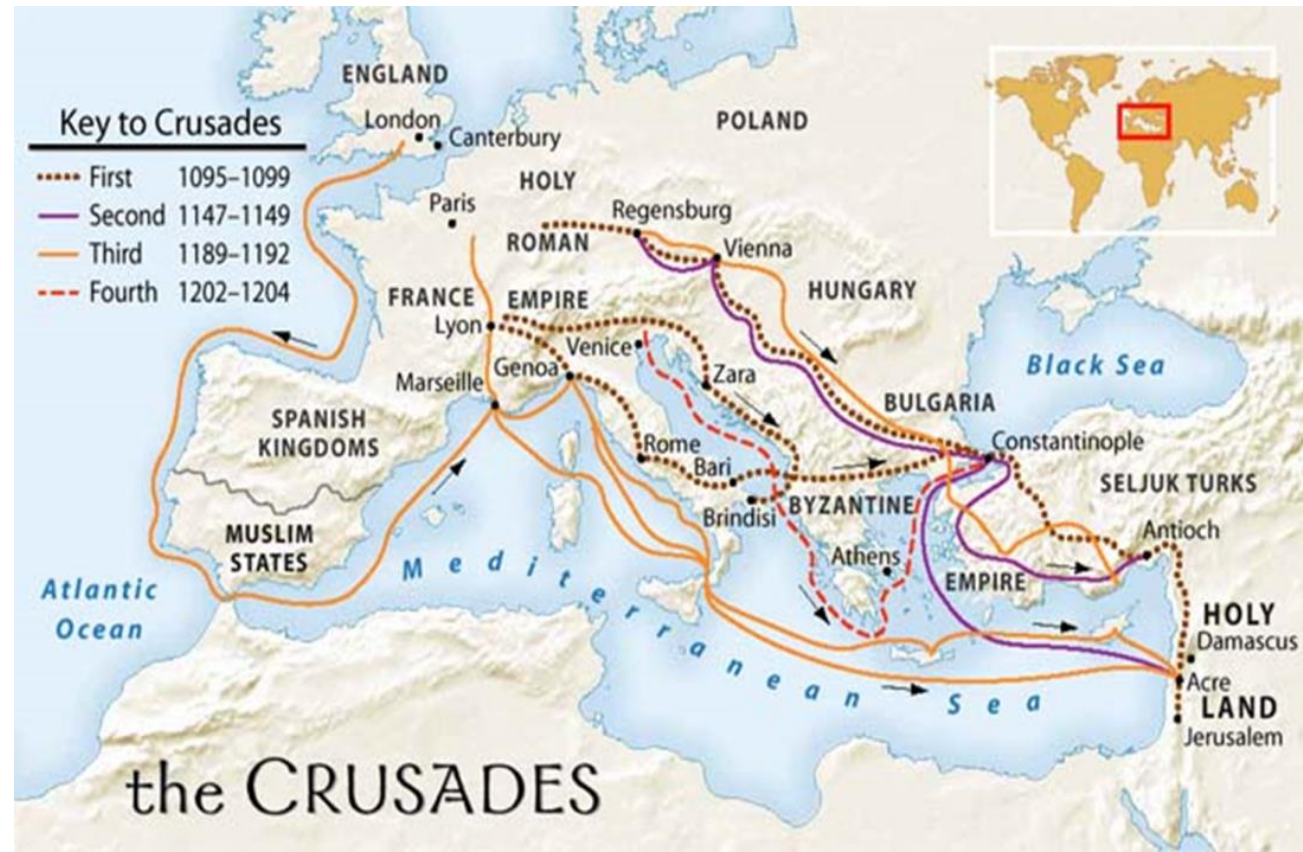 ENGLAND
London
Canterbury
POLAND
Key to Crusades
First 1095–1099
Second 1147–1149
Third 1189–1192
Fourth 1202–1204
HOLY
Paris
Regensburg
ROMAN
Vienna
HUNGARY
FRANCE
EMPIRE
Lyon
Venice
Genoa
Marseille
Zara
Black Sea
BULGARIA
SPANISH
KINGDOMS
Constantinople
Rome
Bari
SELJUK TURKS
BYZANTINE
Brindisi
MUSLIM
STATES
Antioch
Athens
EMPIRE
Mediterranean Sea
Atlantic
Ocean
HOLY
Damascus
Acre
LAND
Jerusalem
the CRUSADES